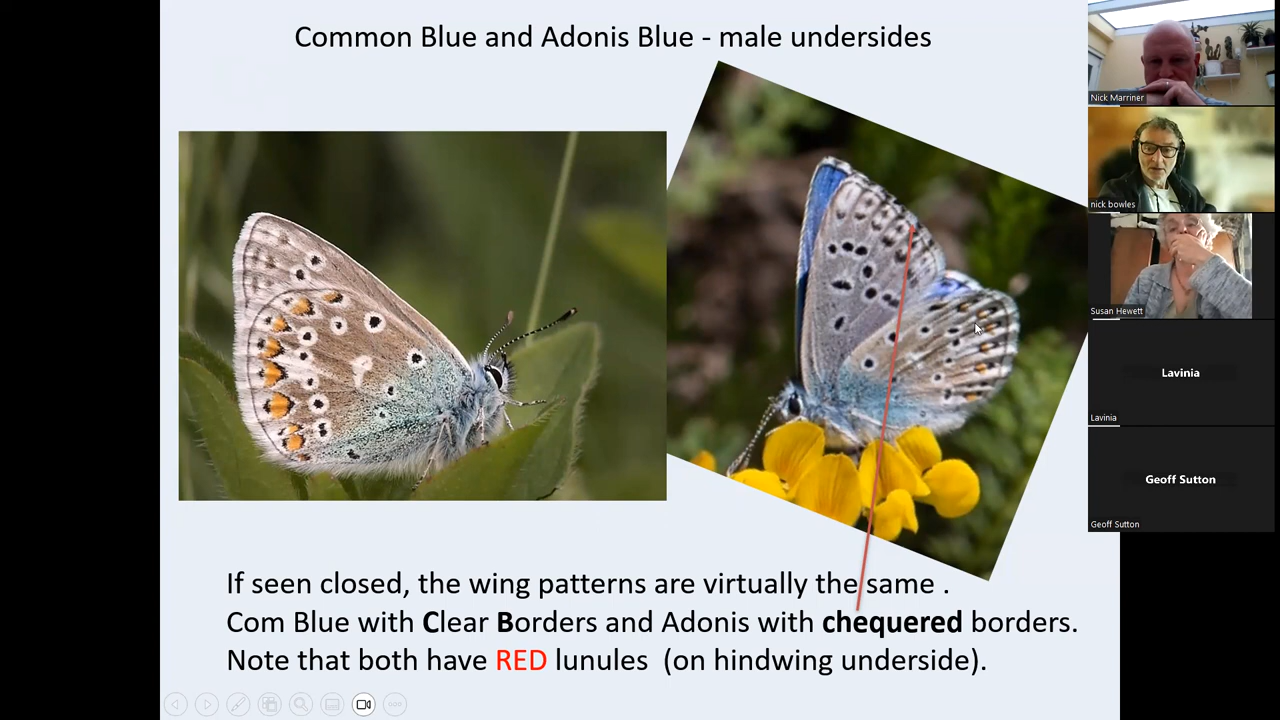 Common Blue and Adonis Blue - male undersides
If seen closed, the wing patterns are virtually the same .
Com Blue with Clear Borders and Adonis with chequered borders.
Note that both have RED lunules (on hindwing underside).
Nick Marriner
nick bowles
Susan Hewett
Lavinia
Lavinia
Geoff Sutton
Geoff Sutton